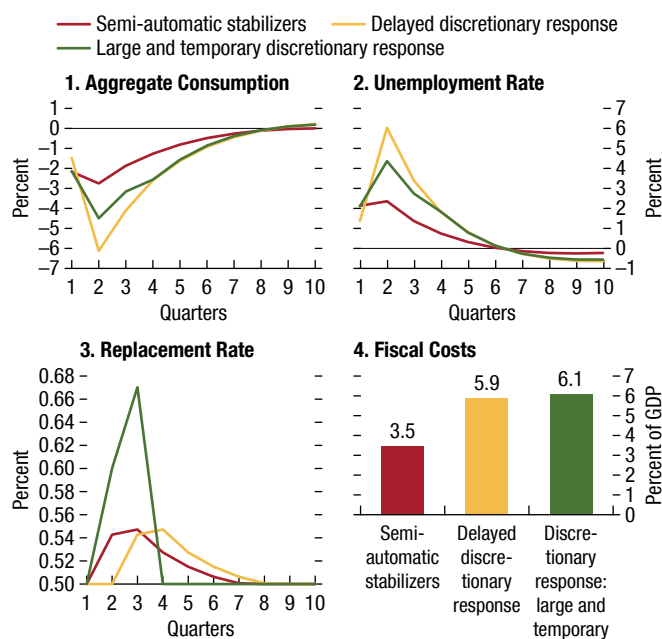 Semi-automatic stabilizers
Delayed discretionary response
Large and temporary discretionary response
1. Aggregate Consumption
Percent
1
0
–1
–2
–3
–4
–5
–6
–7
1 2 3 4 5 6 7 8 9 10
Quarters
2. Unemployment Rate
7
6
5
4
3
2
1
0
–1
Percent
1 2 3 4 5 6 7 8 9 10
Quarters
3. Replacement Rate
Percent
0.68
0.66
0.64
0.62
0.60
0.58
0.56
0.54
0.52
0.50
1 2 3 4 5 6 7 8 9 10
Quarters
4. Fiscal Costs
3.5
5.9
6.1
7
6
5
4
3
2
1
0
Percent of GDP
Semi-
automatic
stabilizers
Delayed
discre-
tionary
response
Discre-
tionary
response:
large and
temporary